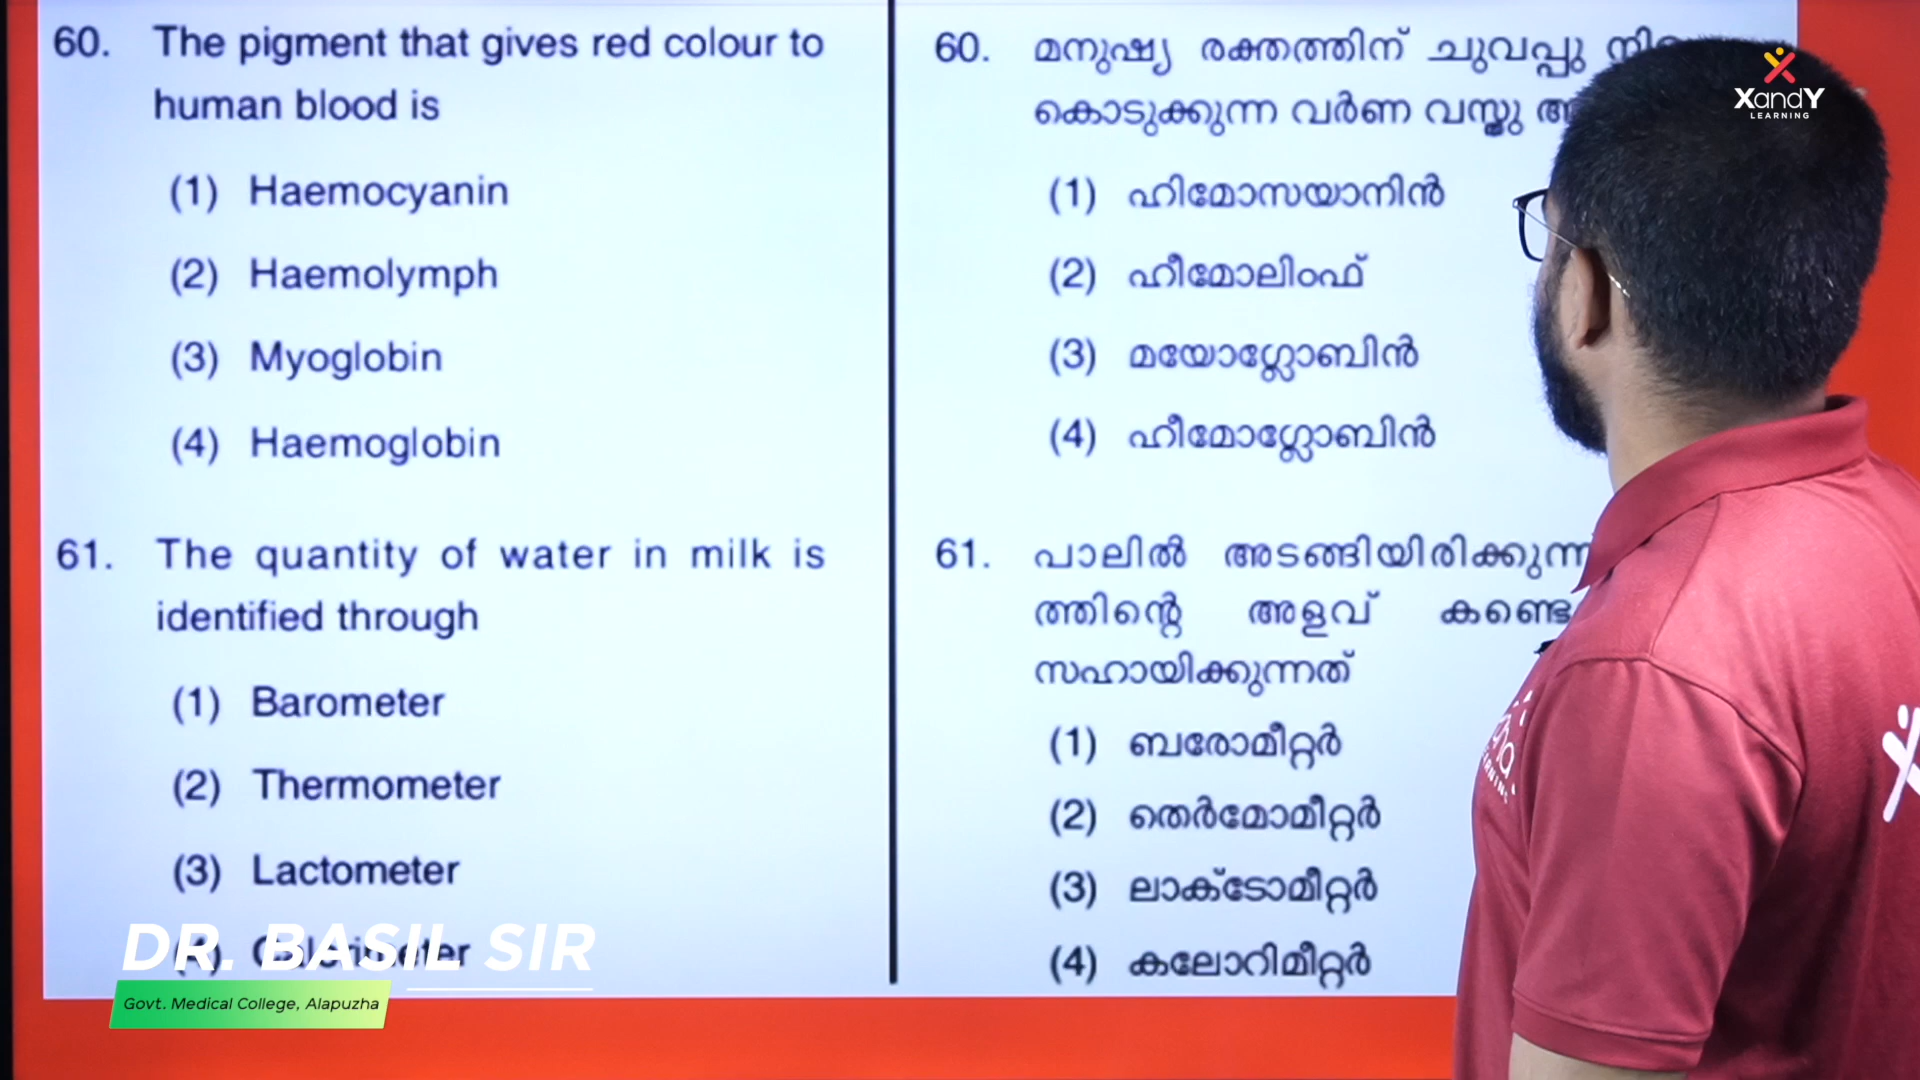 60. The pigment that gives red colour to
human blood is
(1) Haemocyanin
(2) Haemolymph
(3) Myoglobin
(4) Haemoglobin
61. The quantity of water in milk is
identified through
(1) Barometer
(2) Thermometer
(3) Lactometer
(4) Calorimeter
60. മനുഷ്യ രക്തത്തിന് ചുവപ്പു
കൊടുക്കുന്ന വർണ വസ്തു
(1) ഹിമോസയാനിൻ
(2) ഹീമോലിംഫ്
(3) മയോഗ്ലോബിൻ
(4) ഹീമോഗ്ലോബിൻ
61. പാലിൽ അടങ്ങിയിരിക്കുന്ന
ത്തിന്റെ അളവ്
സഹായിക്കുന്നത്
(1) ബരോമീറ്റർ
(2) തെർമോമീറ്റർ
(3) ലാക്ടോമീറ്റർ
(4) കലോറിമീറ്റർ
XandY
LEARNING
DR. BASIL SIR
Govt. Medical College, Alapuzha